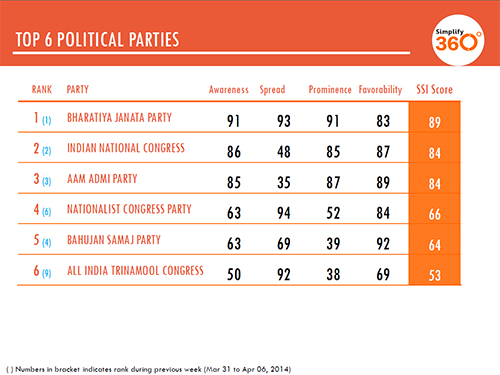 TOP 6 POLITICAL PARTIES
Simplify
360°
RANK PARTY Awareness Spread Prominence Favorability SSI Score
1 (1) BHARATIYA JANATA PARTY 91 93 91 83 89
2 (2) INDIAN NATIONAL CONGRESS 86 48 85 87 84
3 (3) AAM ADMI PARTY 85 35 87 89 84
4 (6) NATIONALIST CONGRESS PARTY 63 94 52 84 66
5 (4) BAHUJAN SAMAJ PARTY 63 69 39 92 64
6 (9) ALL INDIA TRINAMOOL CONGRESS 50 92 38 69 53
( ) Numbers in bracket indicates rank during previous week (Mar 31 to Apr 06, 2014)